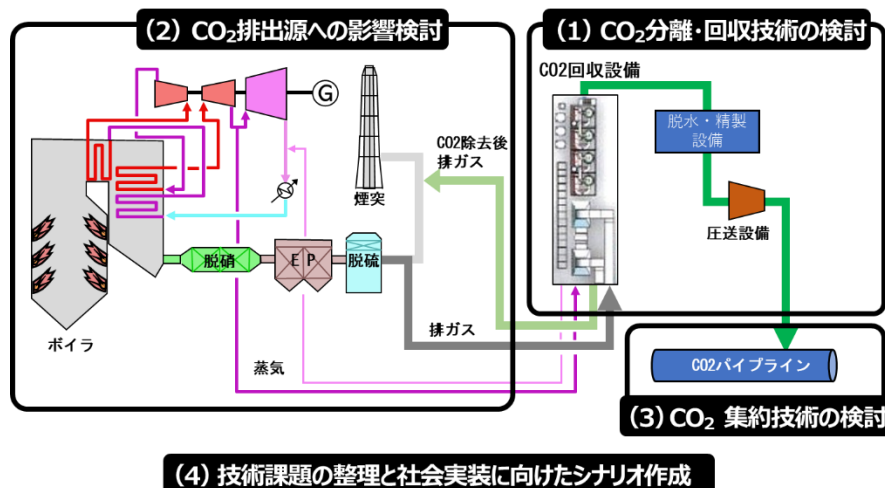 (2) CO₂排出源への影響検討
(1) CO₂分離・回収技術の検討
G
CO2回収設備
脱水・精製
設備
CO2除去後
排ガス
煙突
圧送設備
脱硝
EP
脱硫
ボイラ
排ガス
蒸気
CO2パイプライン
(3) CO₂ 集約技術の検討
(4) 技術課題の整理と社会実装に向けたシナリオ作成